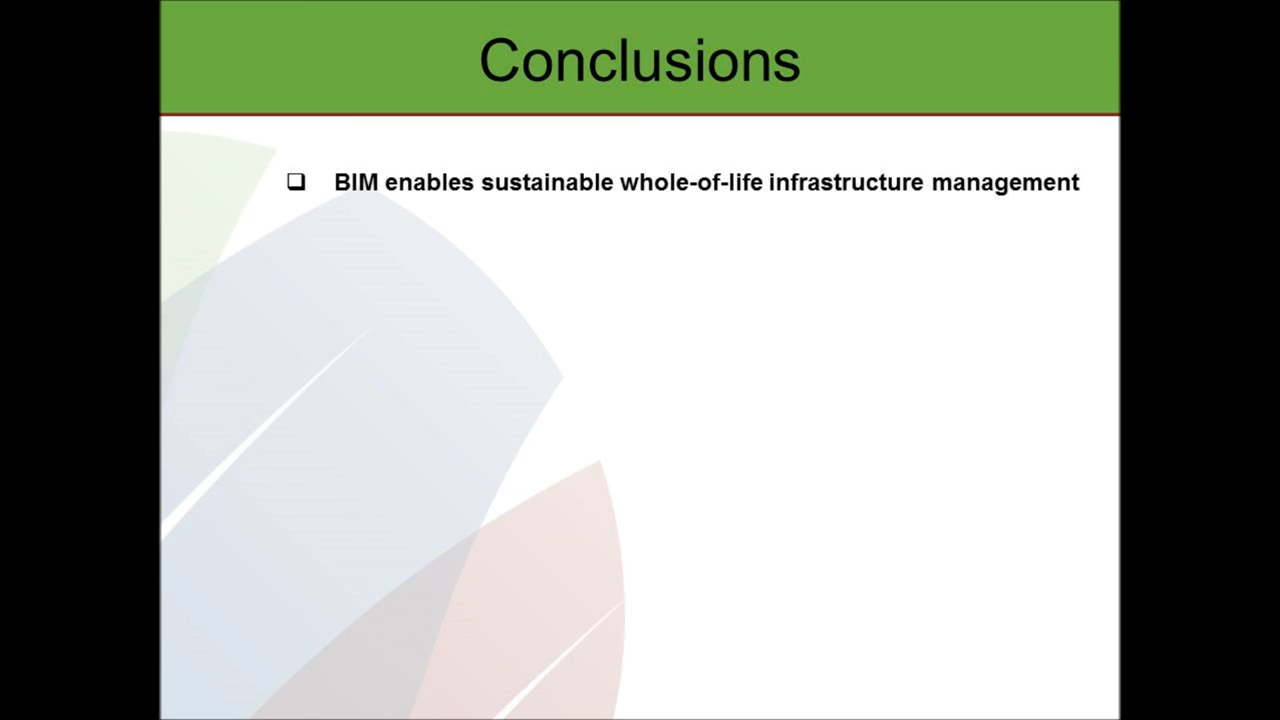 Conclusions
❑ BIM enables sustainable whole-of-life infrastructure management